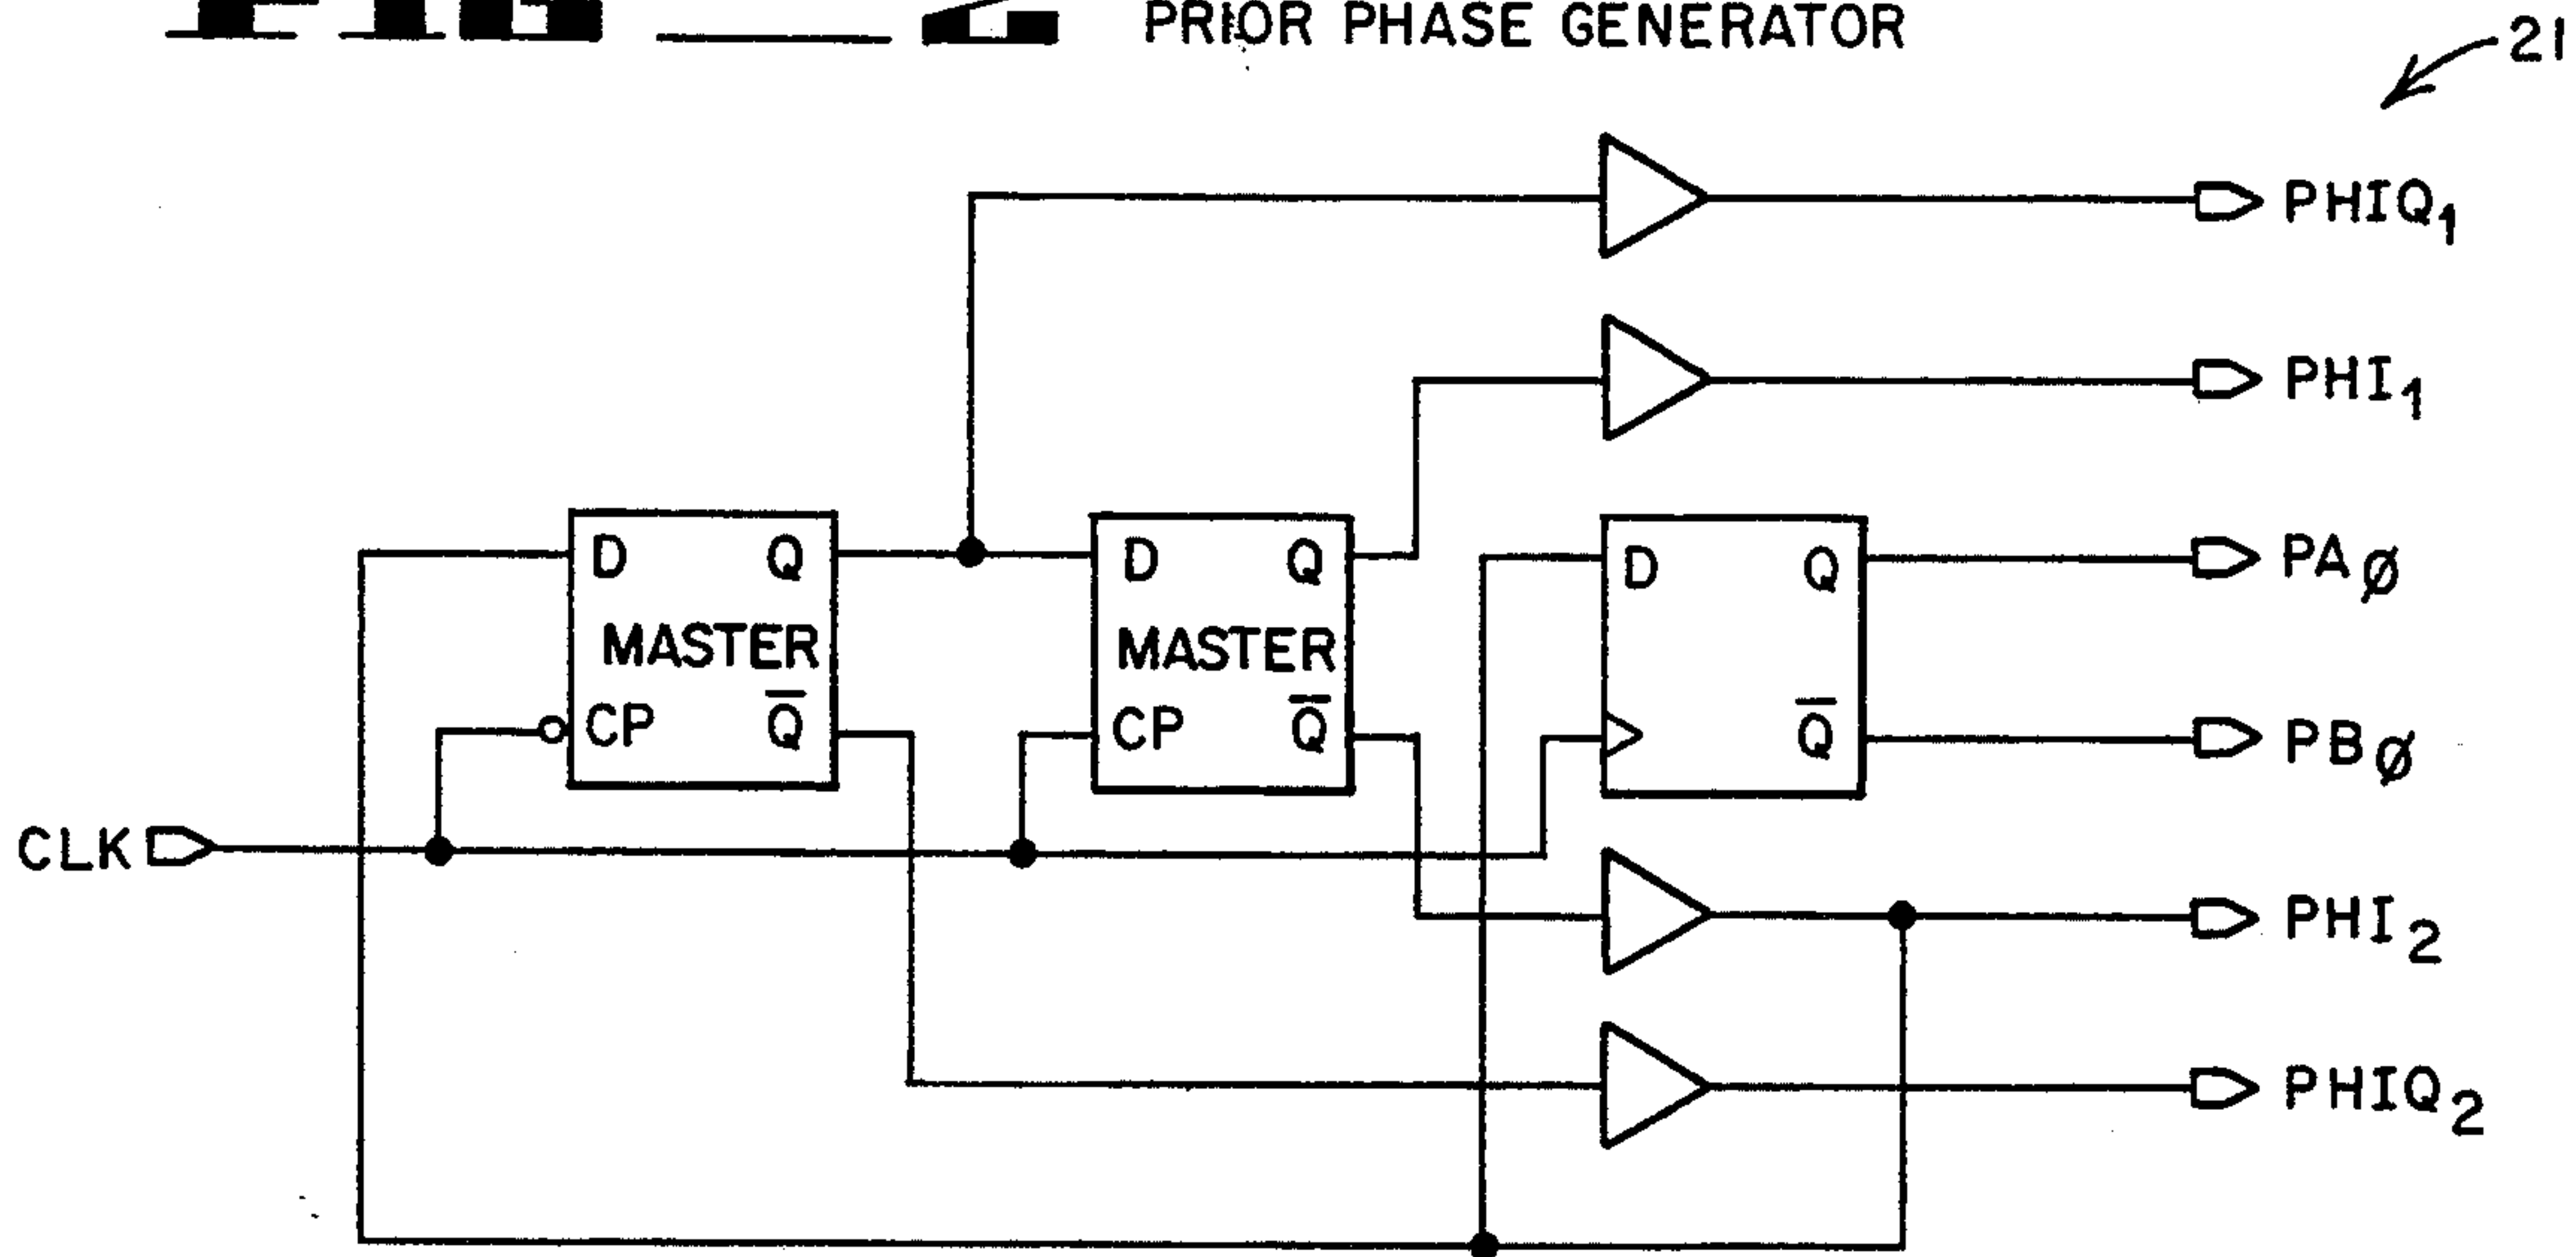 PRIOR PHASE GENERATOR
21
PHIQ1
PHI1
D Q
MASTER
CP Q̅
D Q
MASTER
CP Q̅
D Q
Q̅
PAØ
PBØ
CLK
PHI2
PHIQ2